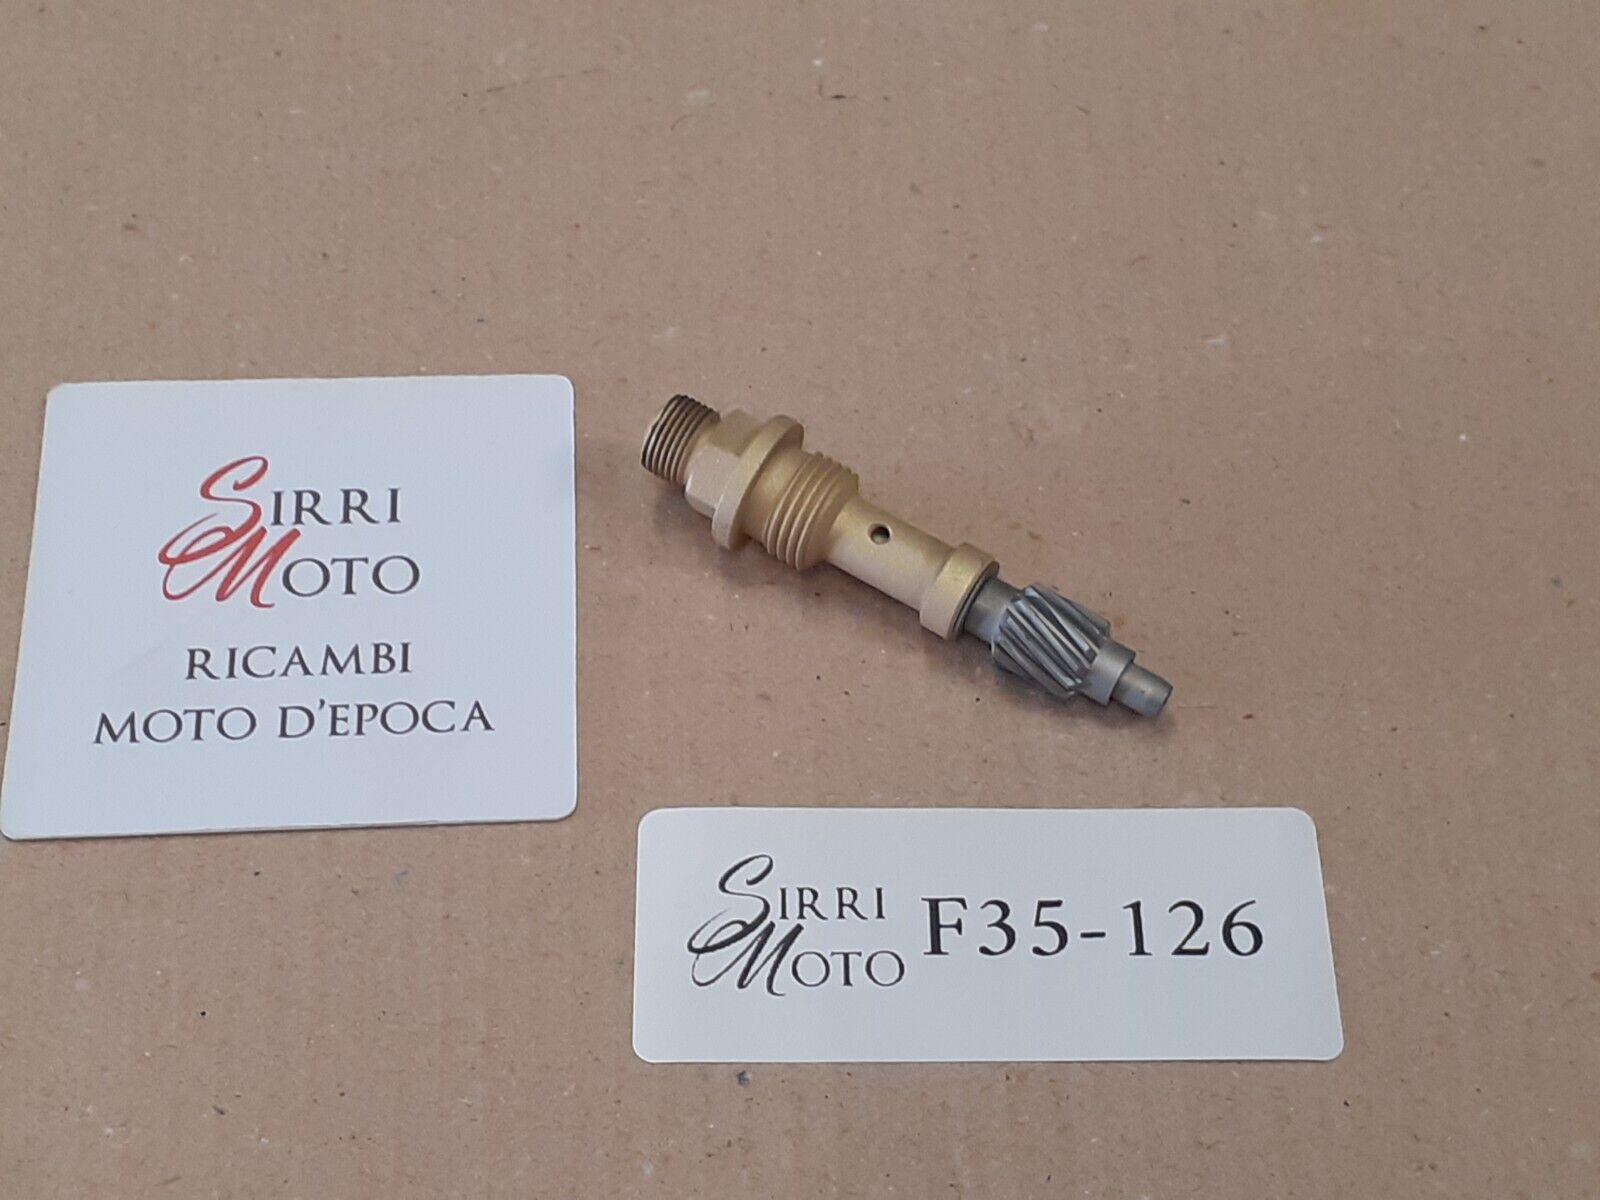 SIRRI
MOTO
RICAMBI
MOTO D'EPOCA
SIRRI
MOTO
F35-126